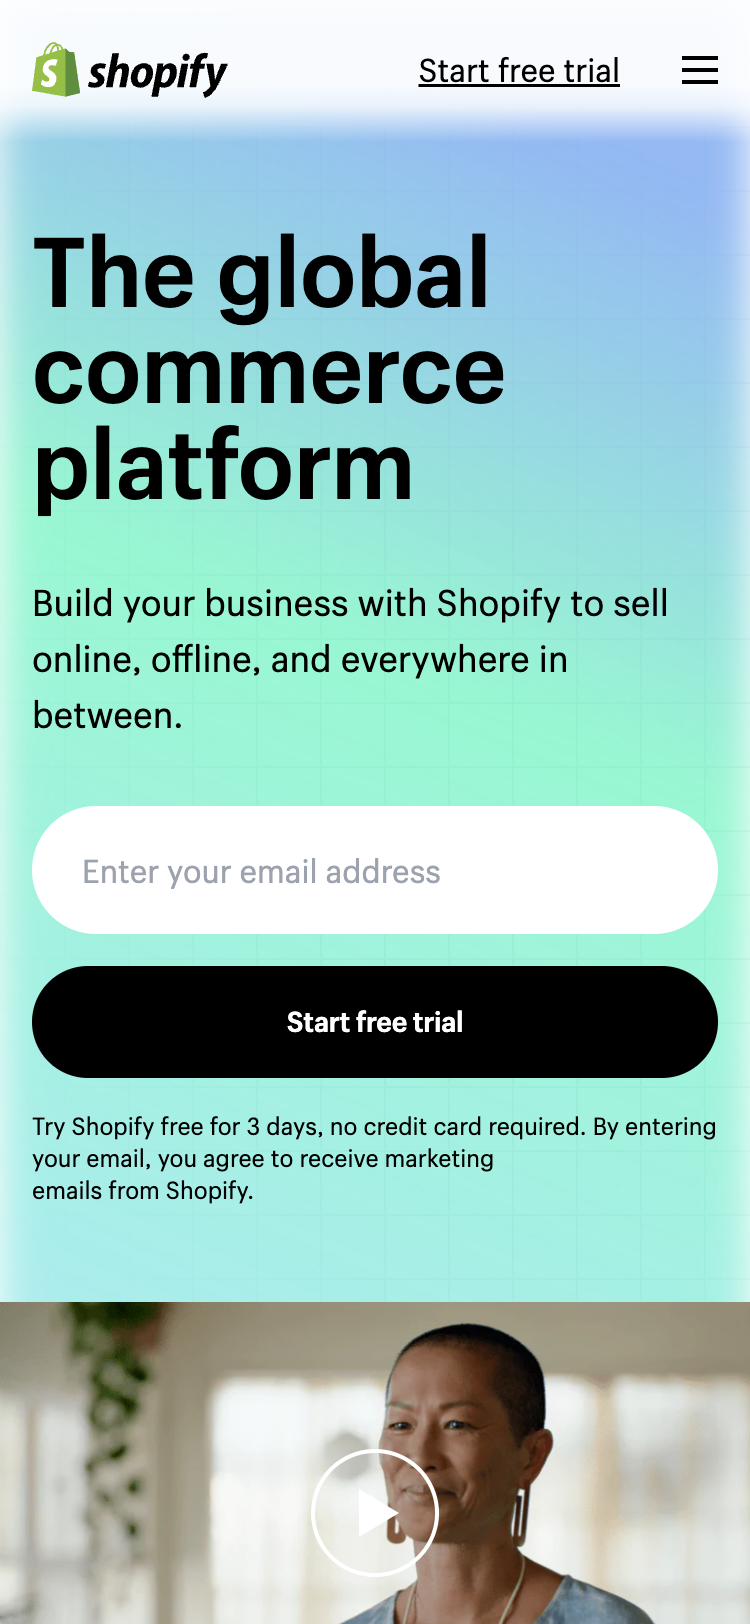 shopify
Start free trial
The global
commerce
platform
Build your business with Shopify to sell
online, offline, and everywhere in
between.
Enter your email address
Start free trial
Try Shopify free for 3 days, no credit card required. By entering
your email, you agree to receive marketing
emails from Shopify.